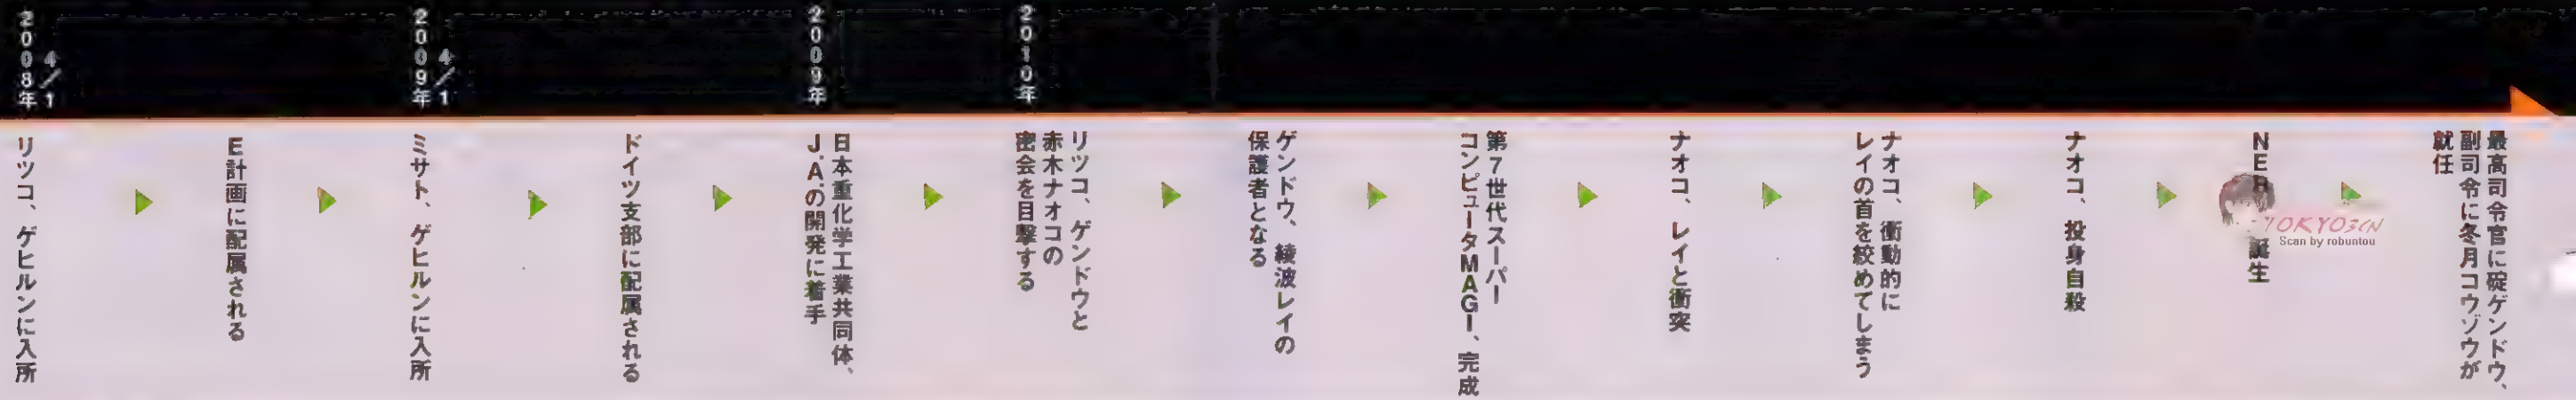 2008年
4/1
リツコ、ゲヒルンに入所
E計画に配属される
2009年
4/1
ミサト、ゲヒルンに入所
ドイツ支部に配属される
2009年
日本重化学工業共同体、
J.A.の開発に着手
2010年
リツコ、ゲンドウと
赤木ナオコの
密会を目撃する
ゲンドウ、綾波レイの
保護者となる
第7世代スーパー
コンピュータMAGI、完成
ナオコ、レイと衝突
ナオコ、衝動的に
レイの首を絞めてしまう
ナオコ、投身自殺
NER 誕生
最高司令官に碇ゲンドウ、
副司令に冬月コウゾウが
就任
TOKYO3CN
Scan by robuntou